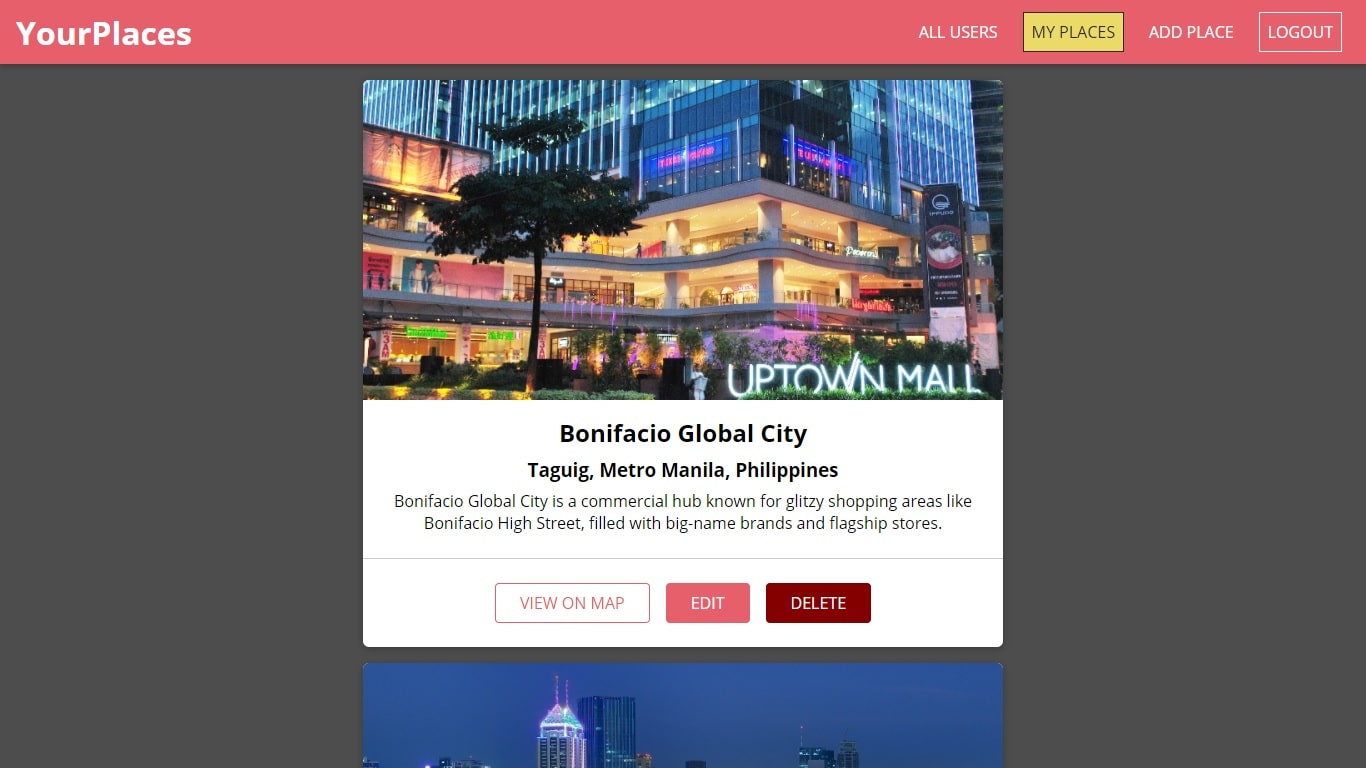 YourPlaces
ALL USERS
MY PLACES
ADD PLACE
LOGOUT
IPPUDO
UPTOWN MALL
Bonifacio Global City
Taguig, Metro Manila, Philippines
Bonifacio Global City is a commercial hub known for glitzy shopping areas like
Bonifacio High Street, filled with big-name brands and flagship stores.
VIEW ON MAP
EDIT
DELETE